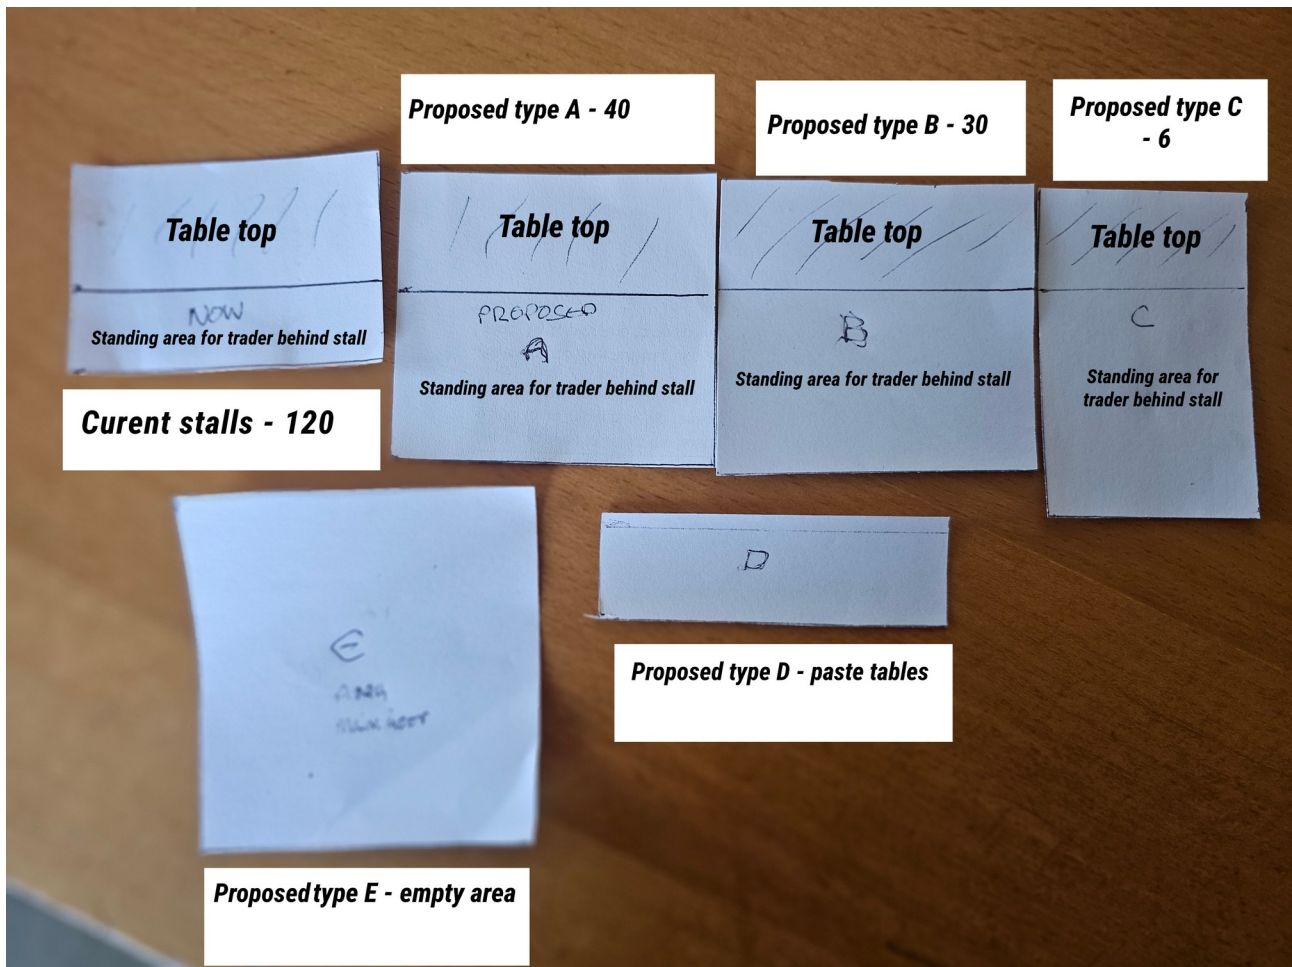 Proposed type A - 40
Proposed type B - 30
Proposed type C
- 6
Table top
Table top
Table top
Table top
NOW
Standing area for trader behind stall
PROPOSED
A
Standing area for trader behind stall
B
Standing area for trader behind stall
C
Standing area for
trader behind stall
Curent stalls - 120
E
D
Proposed type D - paste tables
Proposed type E - empty area